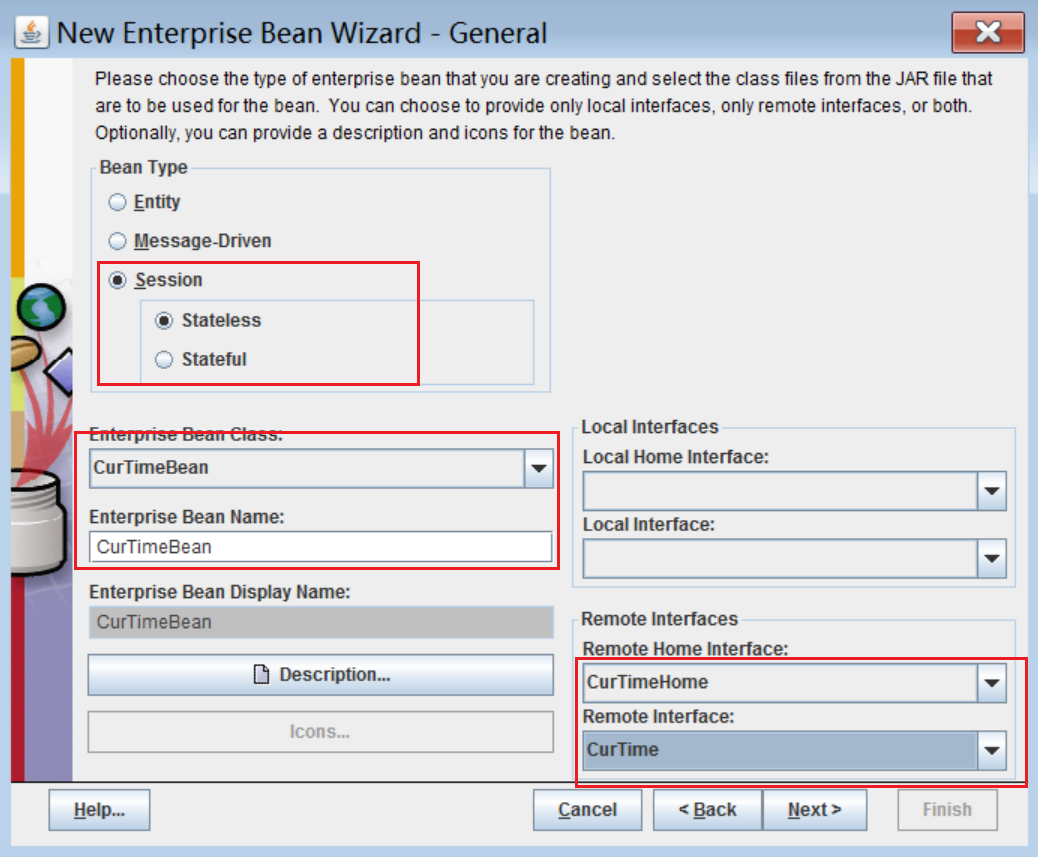 New Enterprise Bean Wizard - General
Please choose the type of enterprise bean that you are creating and select the class files from the JAR file that
are to be used for the bean.  You can choose to provide only local interfaces, only remote interfaces, or both.
Optionally, you can provide a description and icons for the bean.
Bean Type
Entity
Message-Driven
Session
Stateless
Stateful
Enterprise Bean Class:
CurTimeBean
Enterprise Bean Name:
CurTimeBean
Enterprise Bean Display Name:
CurTimeBean
Description...
Icons...
Local Interfaces
Local Home Interface:
Local Interface:
Remote Interfaces
Remote Home Interface:
CurTimeHome
Remote Interface:
CurTime
Help...
Cancel
< Back
Next >
Finish